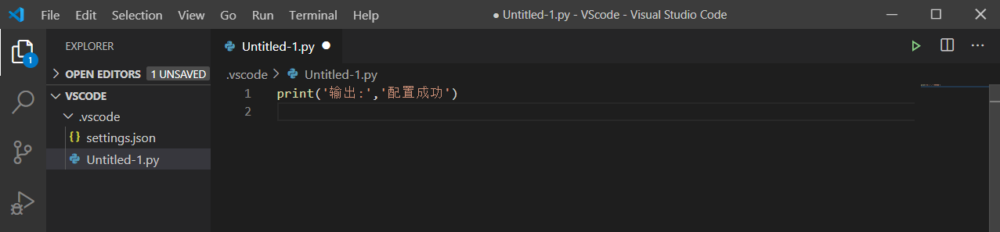 File Edit Selection View Go Run Terminal Help ● Untitled-1.py - VScode - Visual Studio Code
EXPLORER
Untitled-1.py
1
OPEN EDITORS 1 UNSAVED
.vscode > Untitled-1.py
VSCODE
1 print('输出:','配置成功')
.vscode
2
{} settings.json
Untitled-1.py